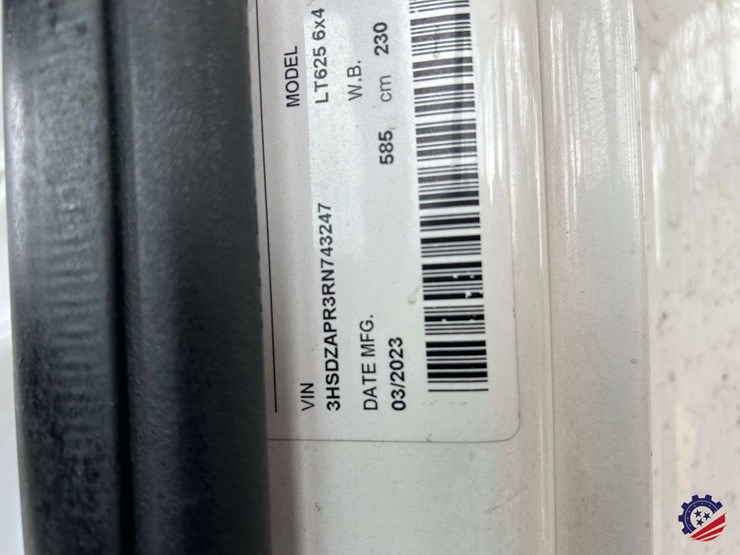 VIN MODEL
3HSDZAPR3RN743247 LT625 6x4
DATE MFG. W.B.
03/2023 585 cm 230